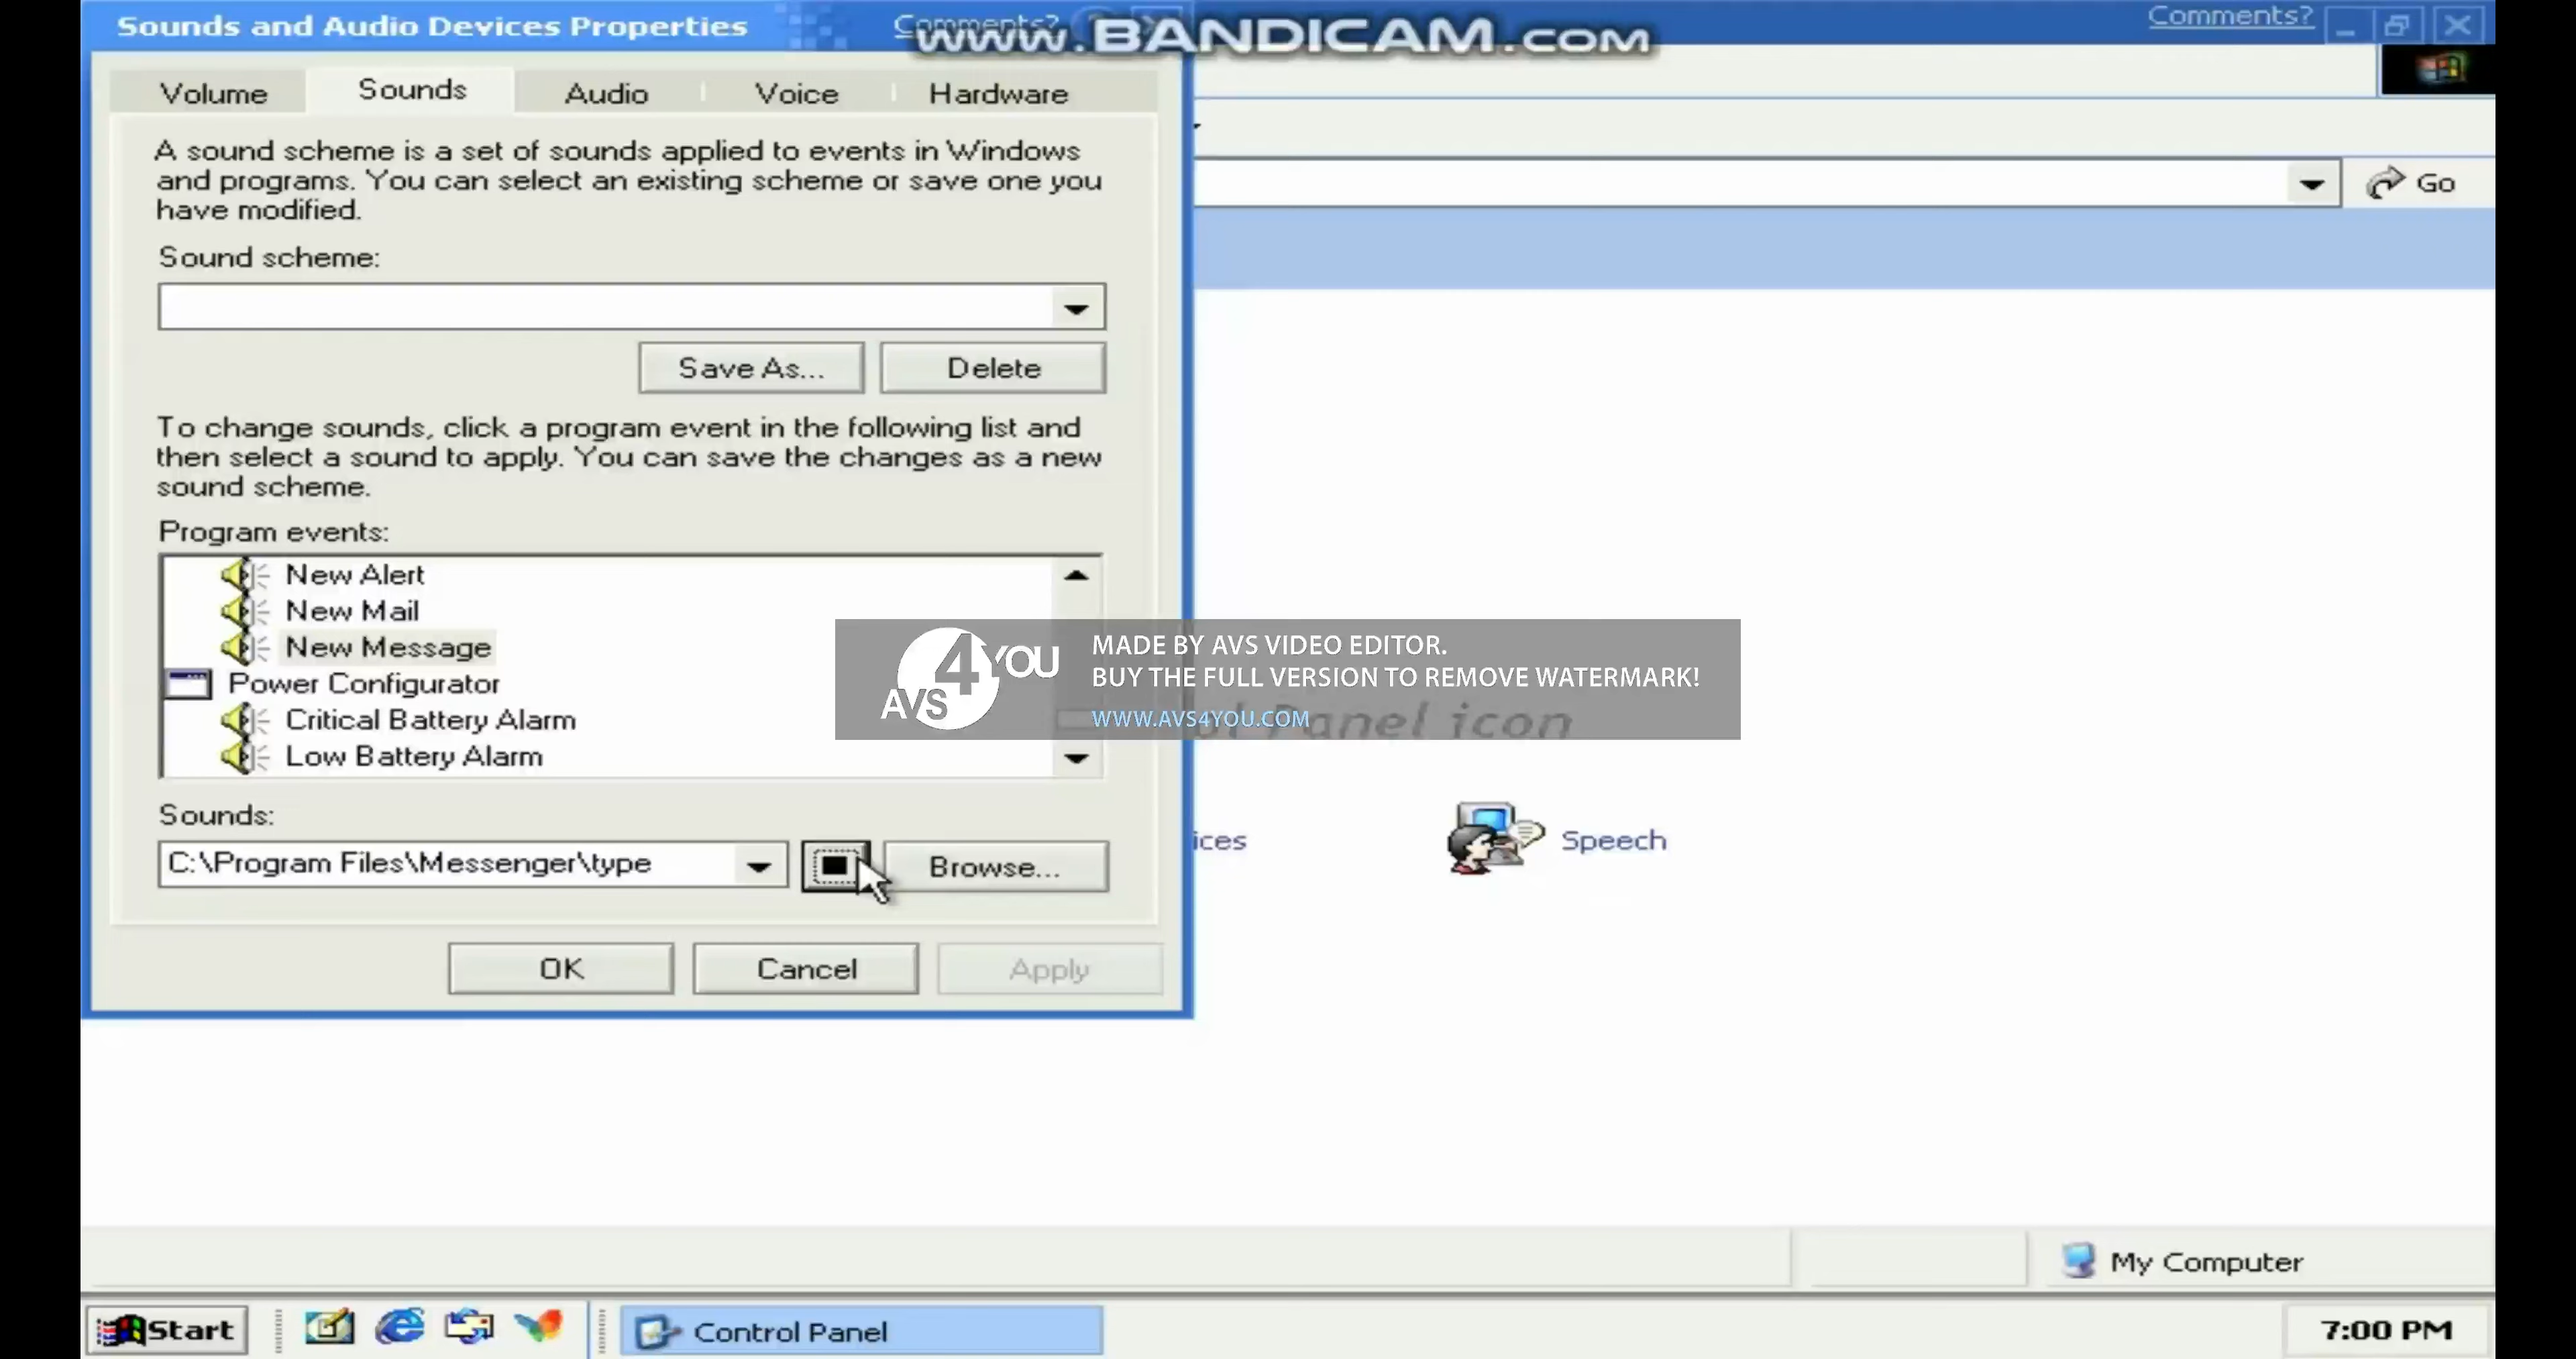 Sounds and Audio Devices Properties
Comments?
www.BANDICAM.com
Comments?
Volume
Sounds
Audio
Voice
Hardware
A sound scheme is a set of sounds applied to events in Windows
and programs. You can select an existing scheme or save one you
have modified.
Go
Sound scheme:
Save As...
Delete
To change sounds, click a program event in the following list and
then select a sound to apply. You can save the changes as a new
sound scheme.
Program events:
New Alert
New Mail
New Message
Power Configurator
Critical Battery Alarm
Low Battery Alarm
AVS4YOU
MADE BY AVS VIDEO EDITOR.
BUY THE FULL VERSION TO REMOVE WATERMARK!
WWW.AVS4YOU.COM
Panel icon
Sounds:
C:\Program Files\Messenger\type
Browse...
ices
Speech
OK
Cancel
Apply
My Computer
Start
Control Panel
7:00 PM